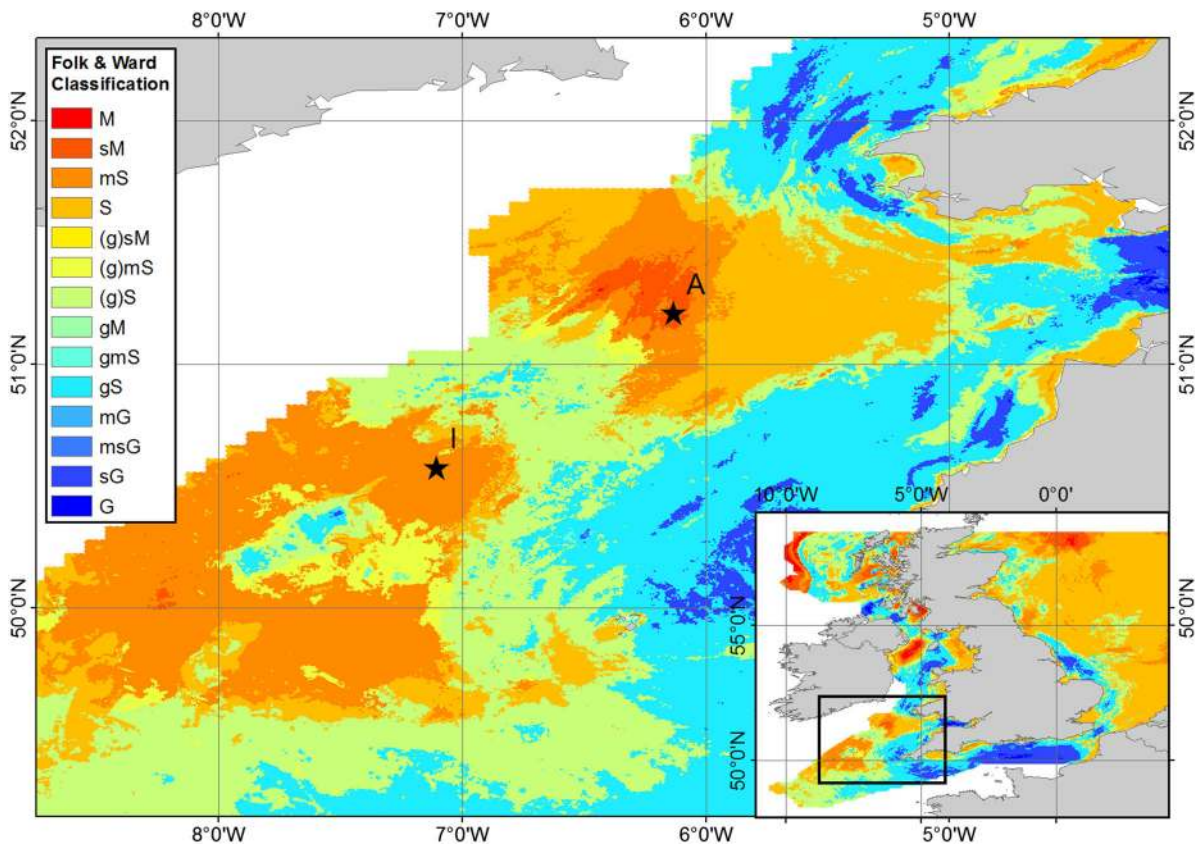 8°0'W 7°0'W 6°0'W 5°0'W
Folk & Ward
Classification
M
sM
mS
S
(g)sM
(g)mS
(g)S
gM
gmS
gS
mG
msG
sG
G
52°0'N
52°0'N
A
51°0'N
51°0'N
I
10°0'W 5°0'W 0°0'
50°0'N
50°0'N
55°0'N
50°0'N
8°0'W 7°0'W 6°0'W 5°0'W